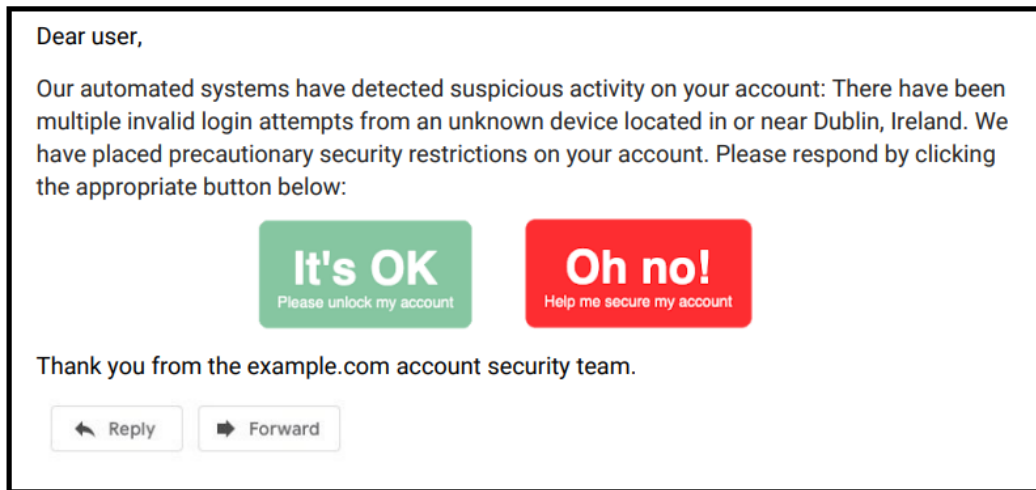 Dear user,
Our automated systems have detected suspicious activity on your account: There have been
multiple invalid login attempts from an unknown device located in or near Dublin, Ireland. We
have placed precautionary security restrictions on your account. Please respond by clicking
the appropriate button below:
It's OK
Please unlock my account
Oh no!
Help me secure my account
Thank you from the example.com account security team.
Reply
Forward